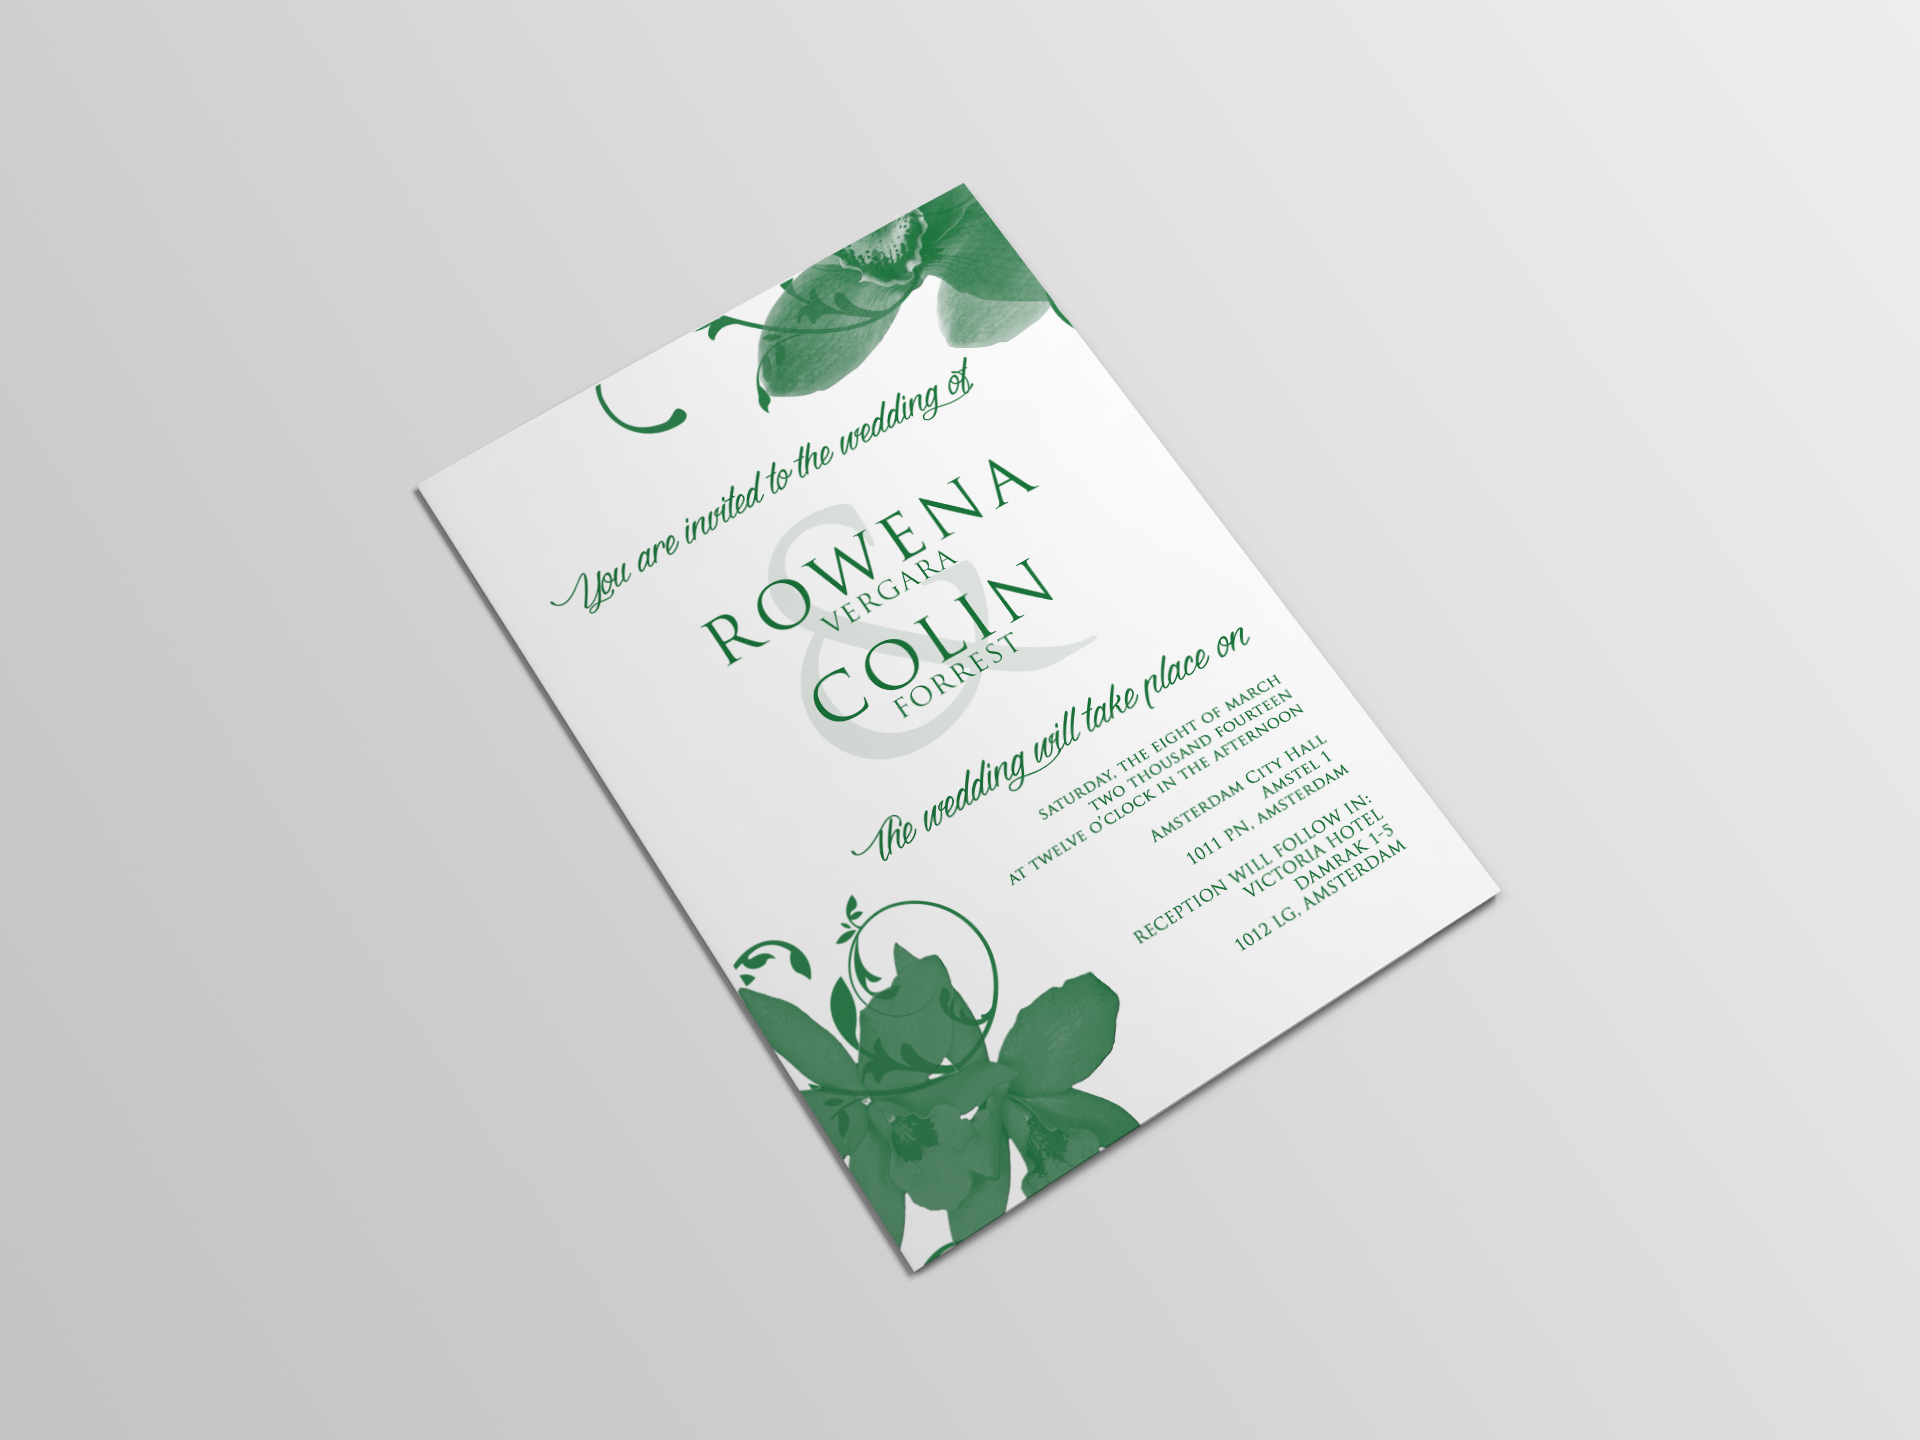 You are invited to the wedding of
&
ROWENA
VERGARA
COLIN
FORREST
The wedding will take place on
SATURDAY, THE EIGHT OF MARCH
TWO THOUSAND FOURTEEN
AT TWELVE O'CLOCK IN THE AFTERNOON
AMSTERDAM CITY HALL
AMSTEL 1
1011 PN, AMSTERDAM
RECEPTION WILL FOLLOW IN:
VICTORIA HOTEL
DAMRAK 1-5
1012 LG, AMSTERDAM